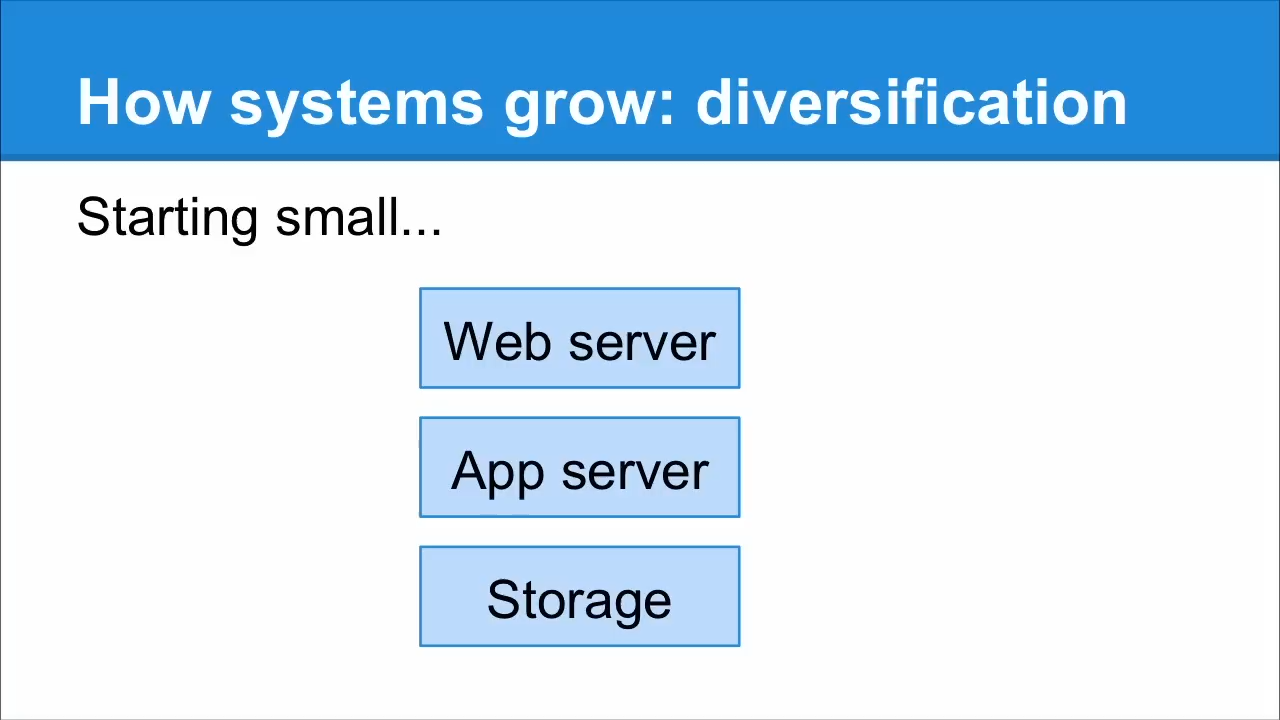 How systems grow: diversification
Starting small...
Web server
App server
Storage